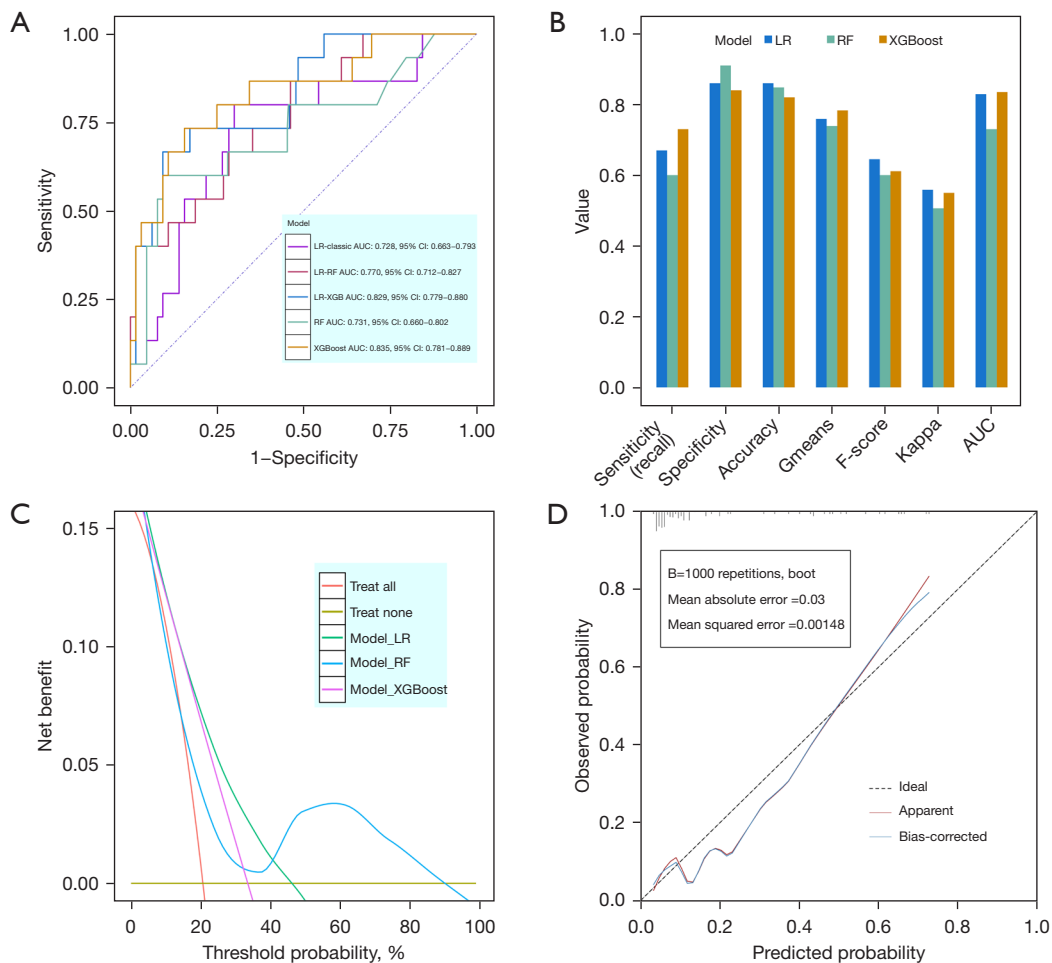 A
1.00
0.75
0.50
0.25
0.00
Sensitivity
Model
LR-classic AUC: 0.728, 95% CI: 0.663–0.793
LR-RF AUC: 0.770, 95% CI: 0.712–0.827
LR-XGB AUC: 0.829, 95% CI: 0.779–0.880
RF AUC: 0.731, 95% CI: 0.660–0.802
XGBoost AUC: 0.835, 95% CI: 0.781–0.889
0.00 0.25 0.50 0.75 1.00
1–Specificity
B
Model LR RF XGBoost
1.0
0.8
0.6
0.4
0.2
0.0
Value
Sensiticity
(recall)
Specificity
Accuracy
Gmeans
F-score
Kappa
AUC
C
0.15
0.10
0.05
0.00
Net benefit
Treat all
Treat none
Model_LR
Model_RF
Model_XGBoost
0 20 40 60 80 100
Threshold probability, %
D
1.0
0.8
0.6
0.4
0.2
0.0
Observed probability
B=1000 repetitions, boot
Mean absolute error =0.03
Mean squared error =0.00148
Ideal
Apparent
Bias-corrected
0.0 0.2 0.4 0.6 0.8 1.0
Predicted probability